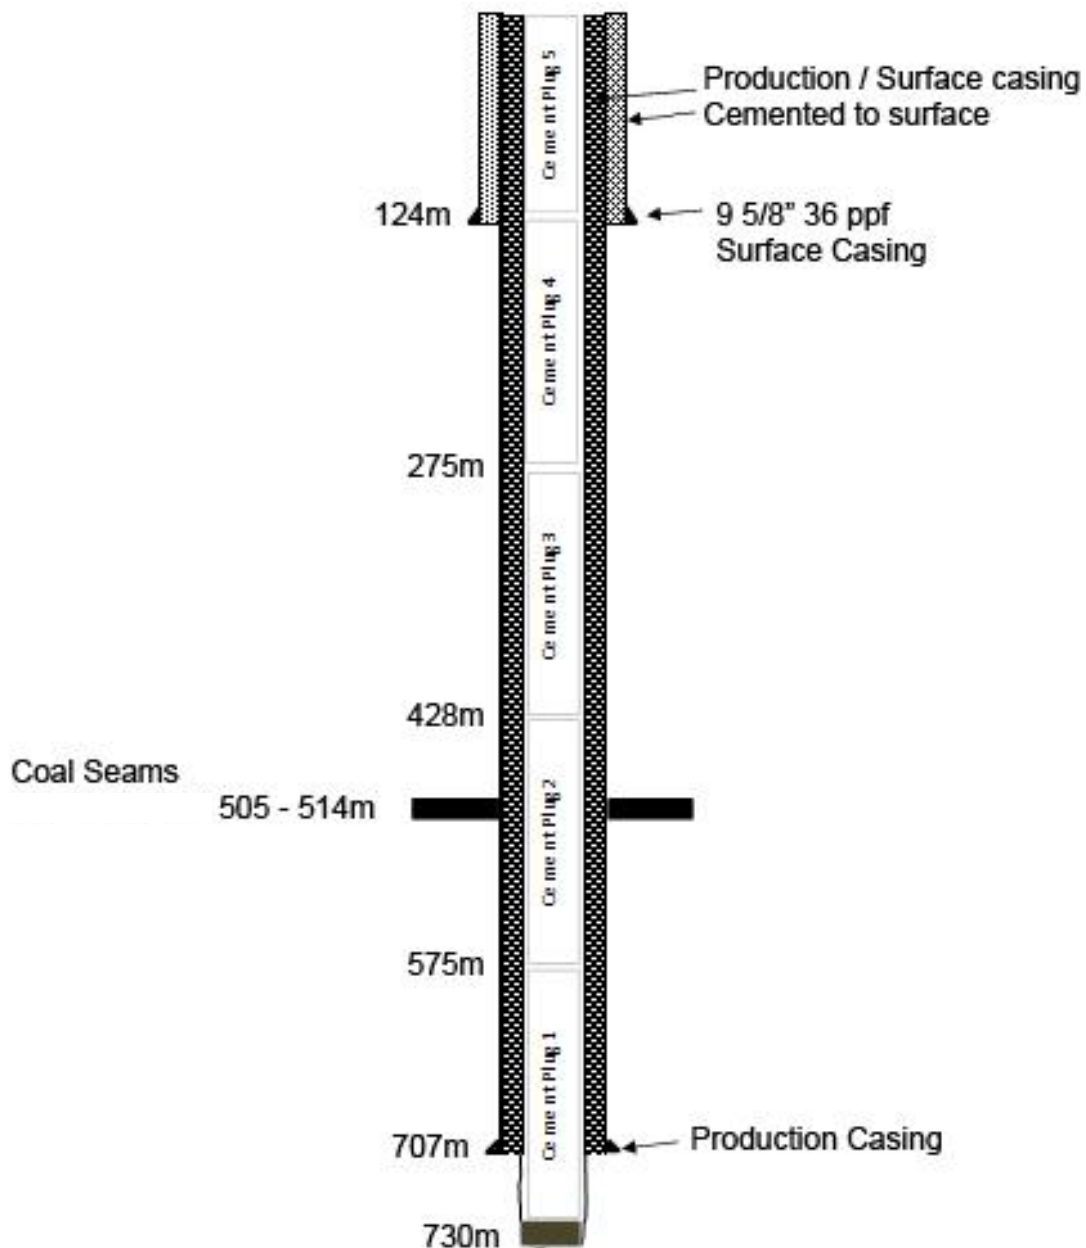 Cement Plug 5
Production / Surface casing
Cemented to surface
124m
9 5/8" 36 ppf
Surface Casing
Cement Plug 4
275m
Cement Plug 3
428m
Coal Seams
505 - 514m
Cement Plug 2
575m
Cement Plug 1
707m
Production Casing
730m